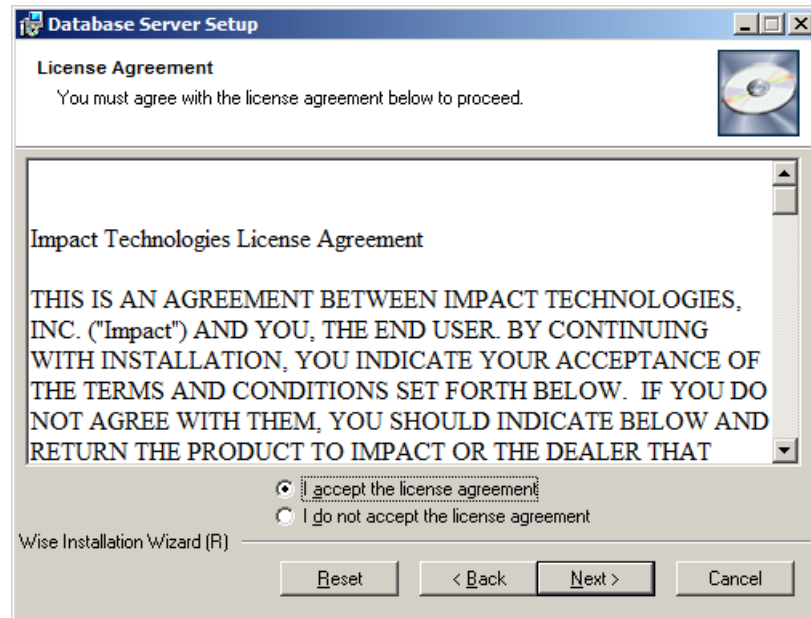 Database Server Setup
License Agreement
You must agree with the license agreement below to proceed.
Impact Technologies License Agreement
THIS IS AN AGREEMENT BETWEEN IMPACT TECHNOLOGIES,
INC. ("Impact") AND YOU, THE END USER. BY CONTINUING
WITH INSTALLATION, YOU INDICATE YOUR ACCEPTANCE OF
THE TERMS AND CONDITIONS SET FORTH BELOW.  IF YOU DO
NOT AGREE WITH THEM, YOU SHOULD INDICATE BELOW AND
RETURN THE PRODUCT TO IMPACT OR THE DEALER THAT
I accept the license agreement
I do not accept the license agreement
Wise Installation Wizard (R)
Reset < Back Next > Cancel